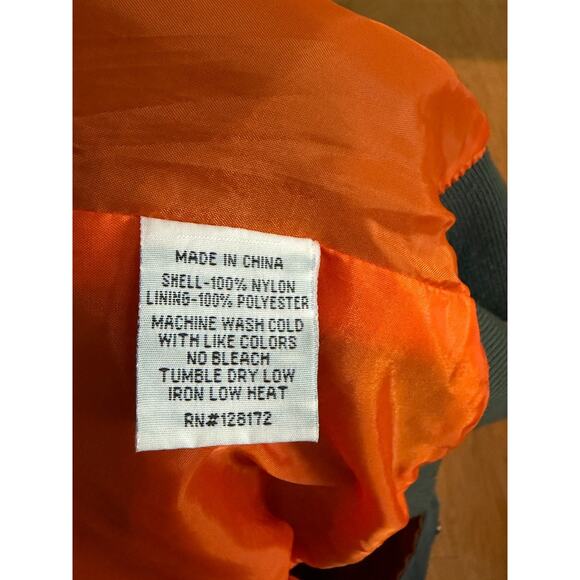 MADE IN CHINA
SHELL-100% NYLON
LINING-100% POLYESTER
MACHINE WASH COLD
WITH LIKE COLORS
NO BLEACH
TUMBLE DRY LOW
IRON LOW HEAT
RN#128172